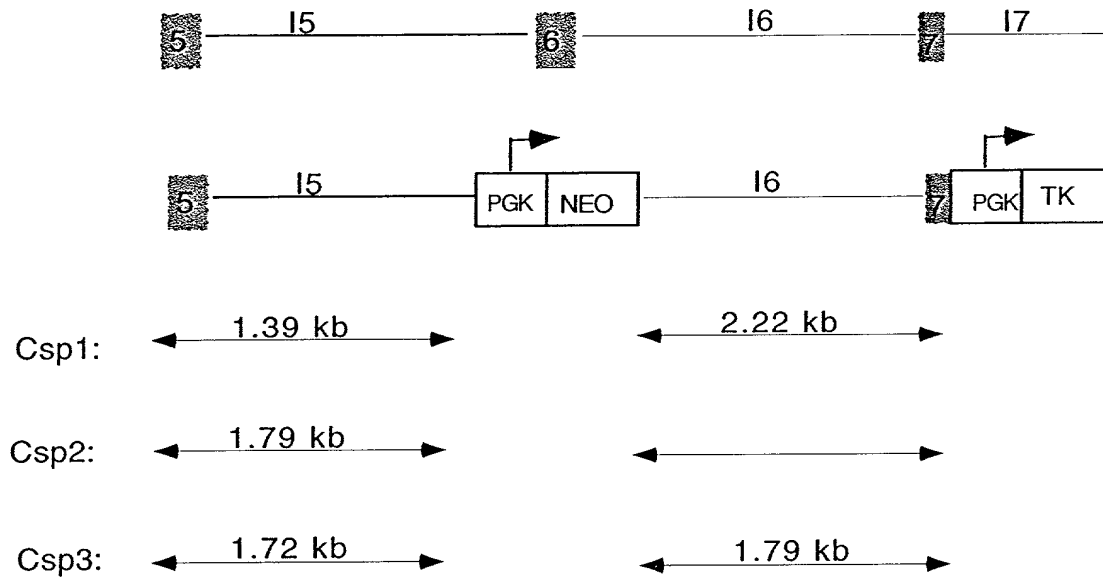 5 I5 6 I6 7 I7
5 I5 PGK NEO I6 7 PGK TK
Csp1: 1.39 kb 2.22 kb
Csp2: 1.79 kb
Csp3: 1.72 kb 1.79 kb